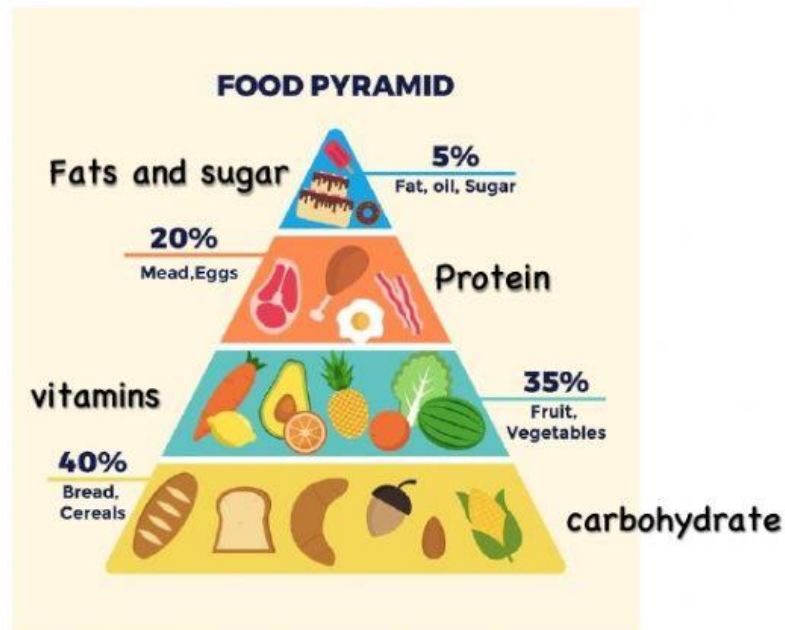 FOOD PYRAMID
5%
Fats and sugar
Fat, oil, Sugar
20%
Mead,Eggs
Protein
35%
vitamins
Fruit,
Vegetables
40%
Bread,
Cereals
carbohydrate